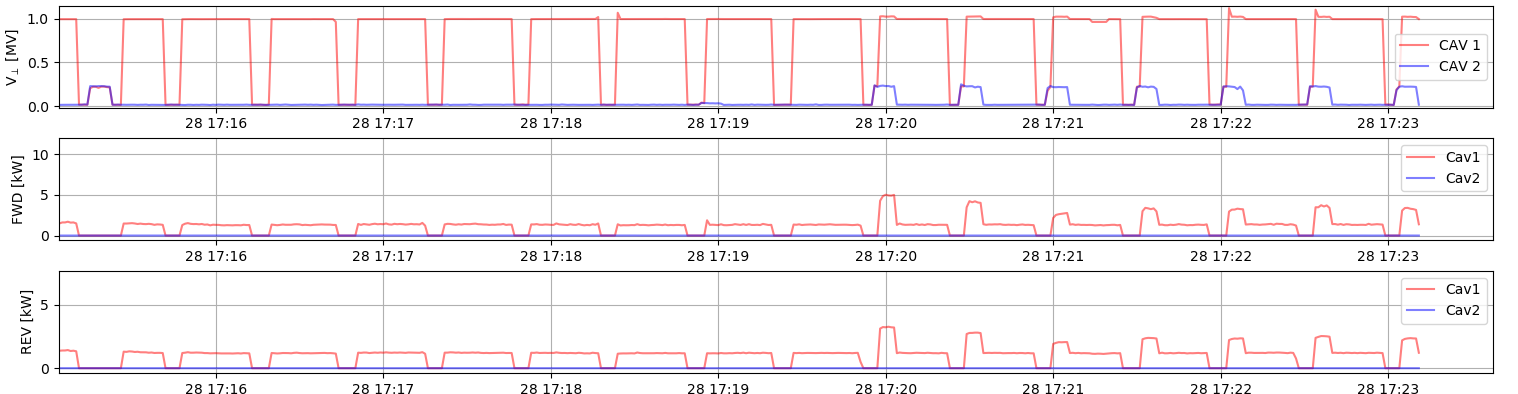 V⊥ [MV]
1.0
0.5
0.0
CAV 1
CAV 2
28 17:16 28 17:17 28 17:18 28 17:19 28 17:20 28 17:21 28 17:22 28 17:23
FWD [kW]
10
5
0
Cav1
Cav2
28 17:16 28 17:17 28 17:18 28 17:19 28 17:20 28 17:21 28 17:22 28 17:23
REV [kW]
5
0
Cav1
Cav2
28 17:16 28 17:17 28 17:18 28 17:19 28 17:20 28 17:21 28 17:22 28 17:23